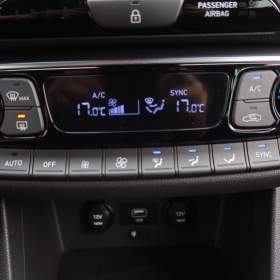 PASSENGER
AIRBAG
MAX
A/C
SYNC
17.0°C
17.0°C
A/C
AUTO
OFF
SYNC
12V